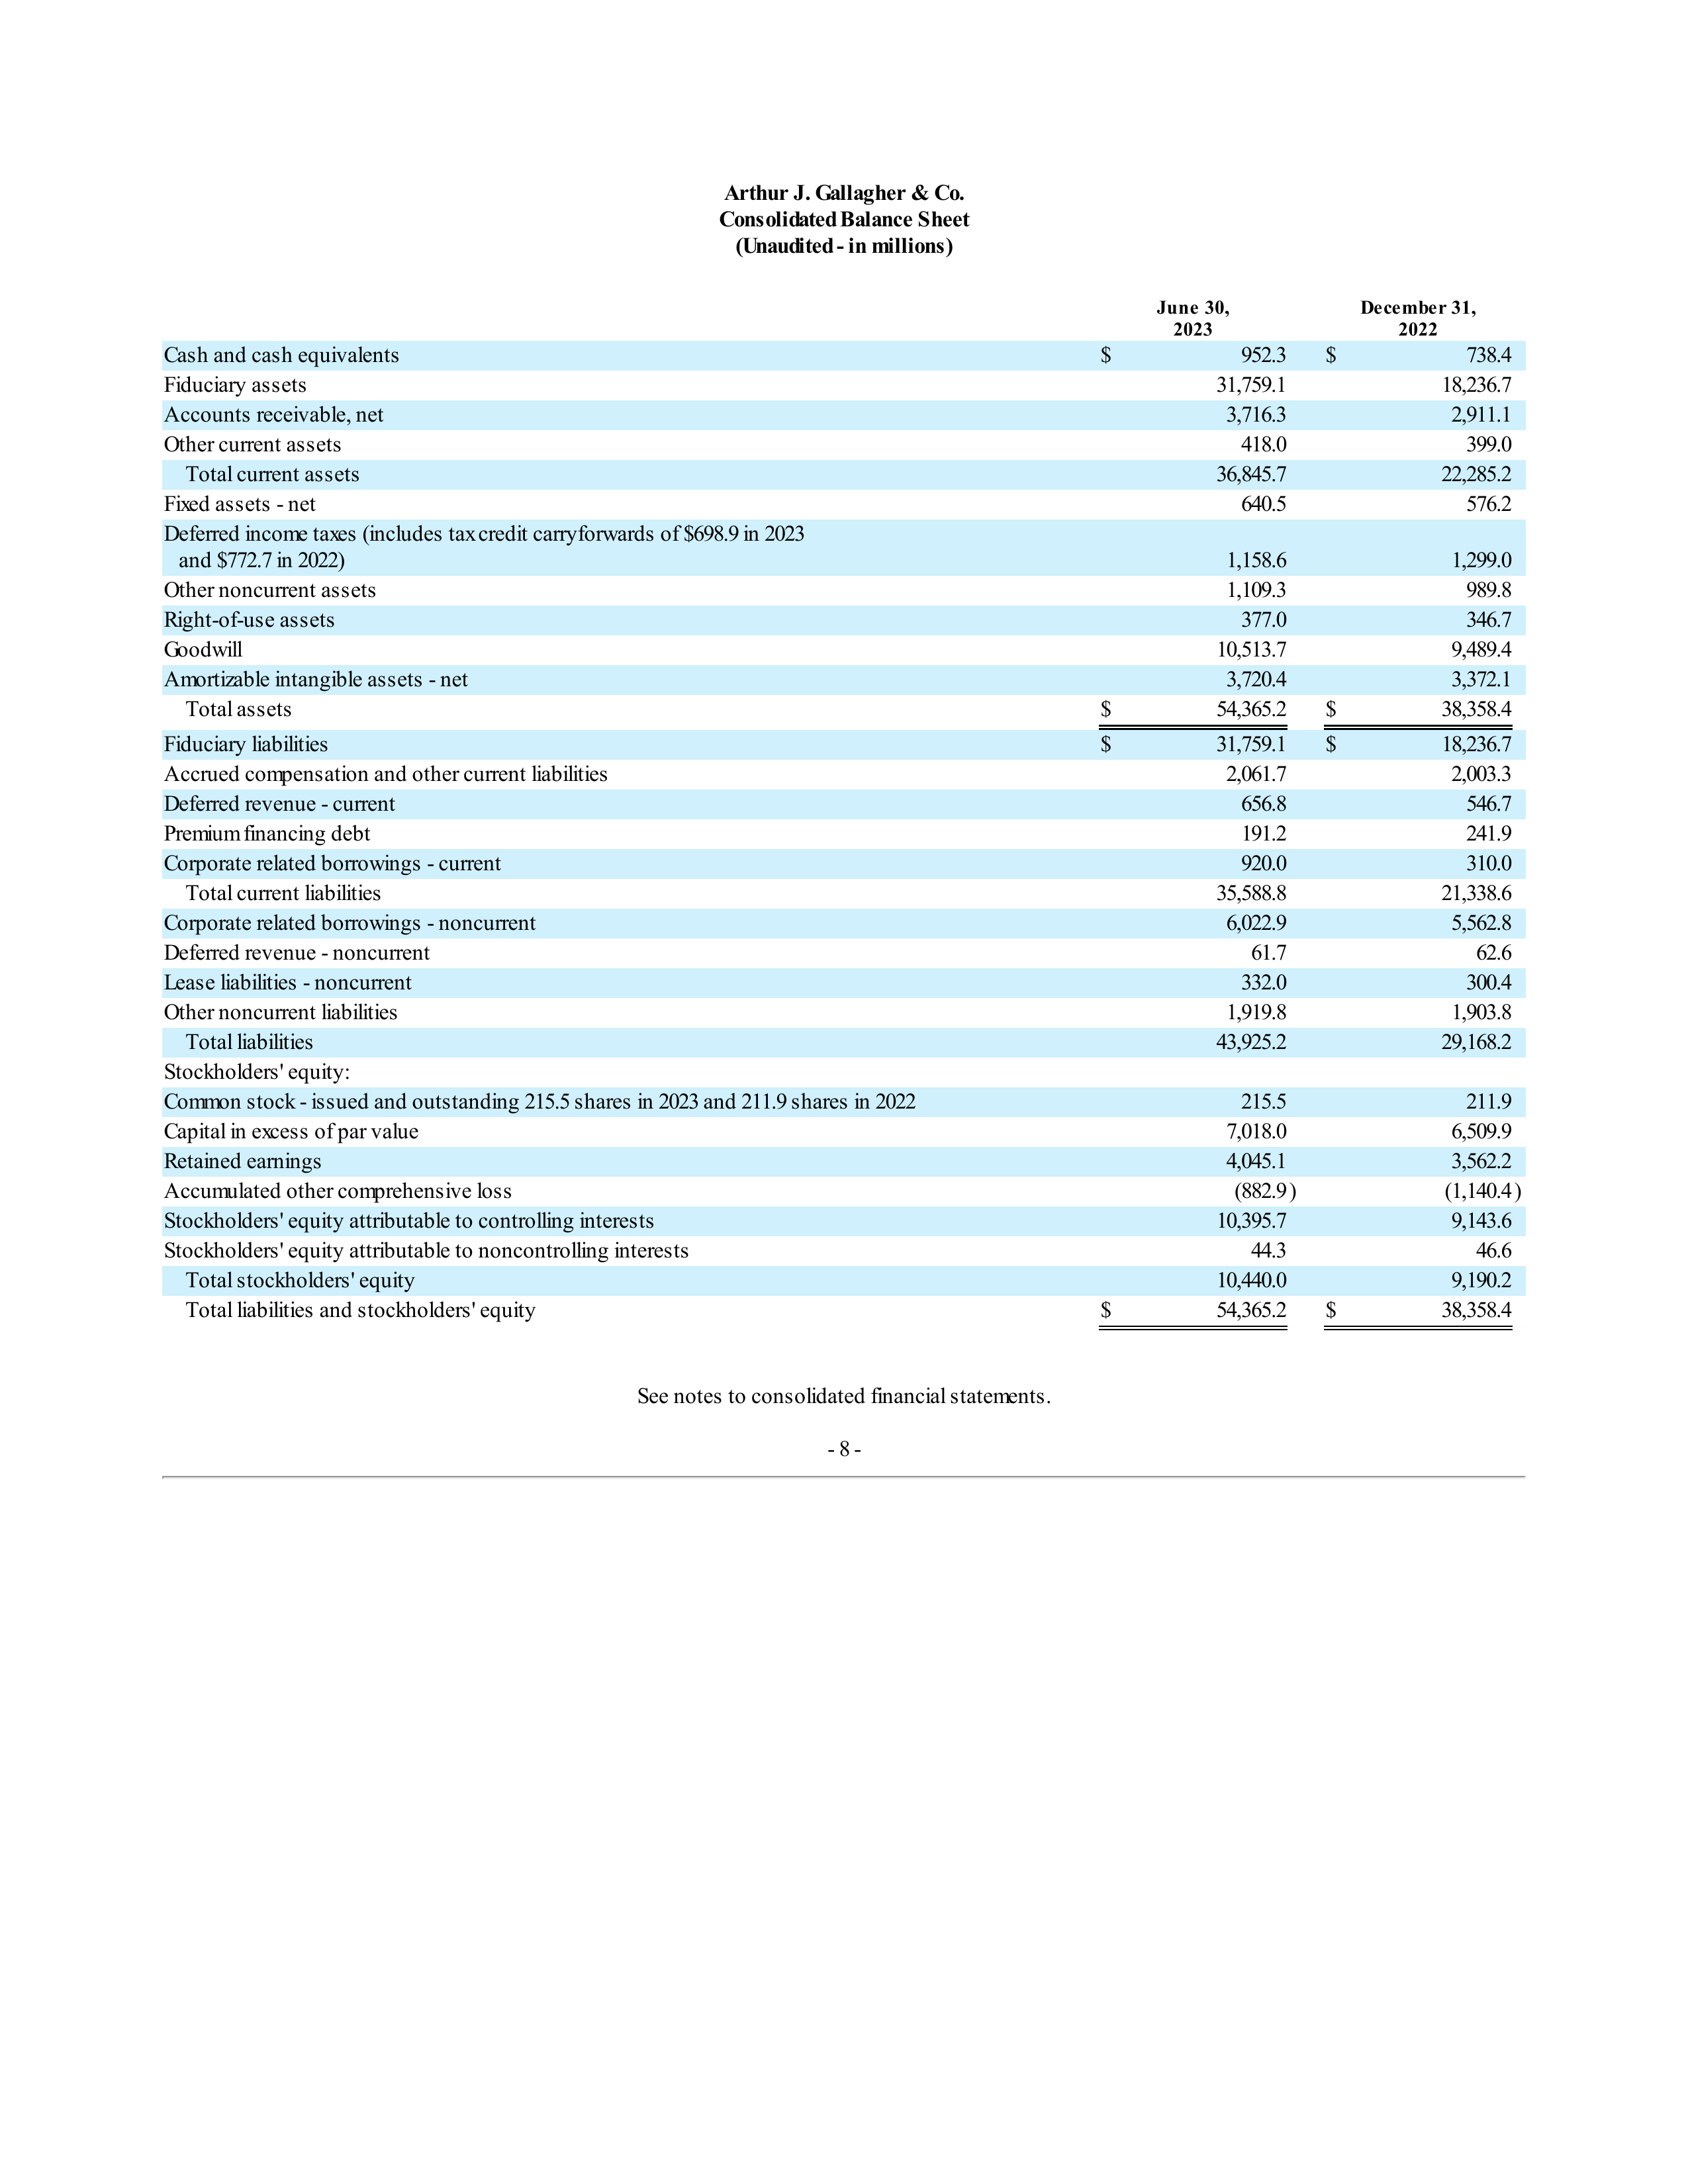 Arthur J. Gallagher & Co.
Consolidated Balance Sheet
(Unaudited - in millions)
June 30, December 31,
2023 2022
Cash and cash equivalents $ 952.3 $ 738.4
Fiduciary assets 31,759.1 18,236.7
Accounts receivable, net 3,716.3 2,911.1
Other current assets 418.0 399.0
Total current assets 36,845.7 22,285.2
Fixed assets - net 640.5 576.2
Deferred income taxes (includes tax credit carryforwards of $698.9 in 2023
and $772.7 in 2022) 1,158.6 1,299.0
Other noncurrent assets 1,109.3 989.8
Right-of-use assets 377.0 346.7
Goodwill 10,513.7 9,489.4
Amortizable intangible assets - net 3,720.4 3,372.1
Total assets $ 54,365.2 $ 38,358.4
Fiduciary liabilities $ 31,759.1 $ 18,236.7
Accrued compensation and other current liabilities 2,061.7 2,003.3
Deferred revenue - current 656.8 546.7
Premium financing debt 191.2 241.9
Corporate related borrowings - current 920.0 310.0
Total current liabilities 35,588.8 21,338.6
Corporate related borrowings - noncurrent 6,022.9 5,562.8
Deferred revenue - noncurrent 61.7 62.6
Lease liabilities - noncurrent 332.0 300.4
Other noncurrent liabilities 1,919.8 1,903.8
Total liabilities 43,925.2 29,168.2
Stockholders' equity:
Common stock - issued and outstanding 215.5 shares in 2023 and 211.9 shares in 2022 215.5 211.9
Capital in excess of par value 7,018.0 6,509.9
Retained earnings 4,045.1 3,562.2
Accumulated other comprehensive loss (882.9) (1,140.4)
Stockholders' equity attributable to controlling interests 10,395.7 9,143.6
Stockholders' equity attributable to noncontrolling interests 44.3 46.6
Total stockholders' equity 10,440.0 9,190.2
Total liabilities and stockholders' equity $ 54,365.2 $ 38,358.4
See notes to consolidated financial statements.
- 8 -